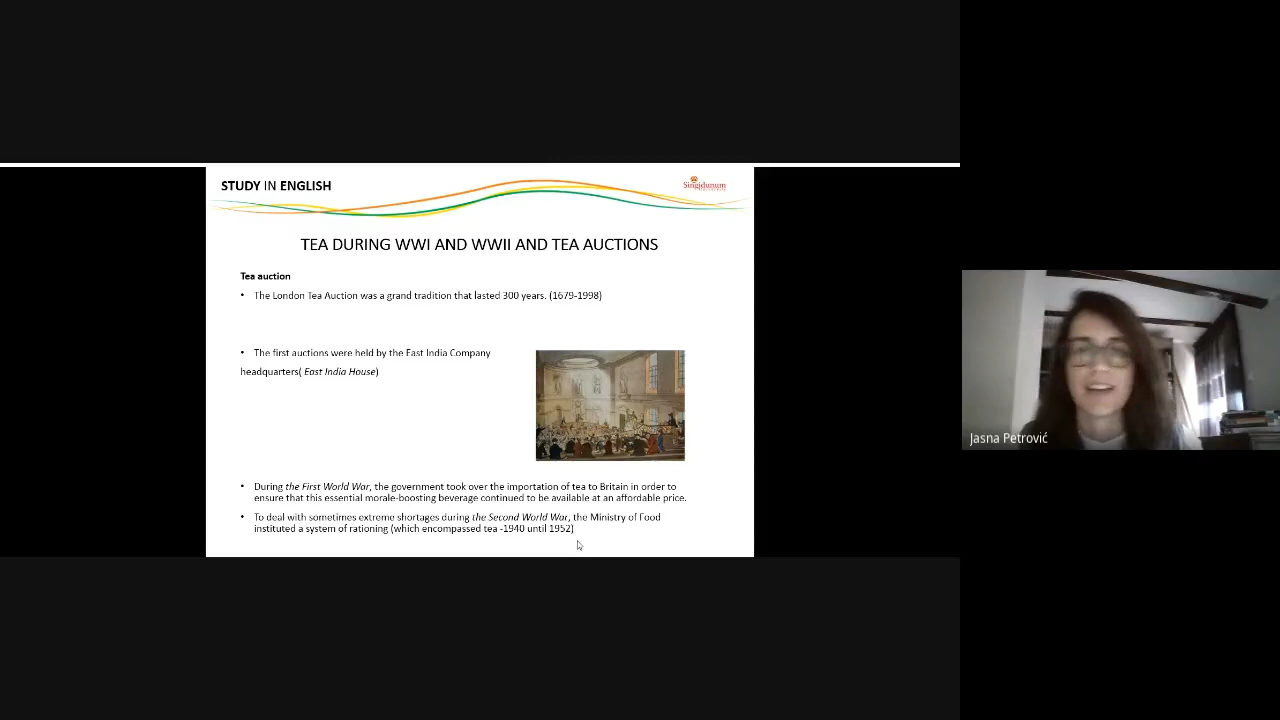 STUDY IN ENGLISH
Singidunum
TEA DURING WWI AND WWII AND TEA AUCTIONS
Tea auction
• The London Tea Auction was a grand tradition that lasted 300 years. (1679-1998)
• The first auctions were held by the East India Company
headquarters( East India House)
• During the First World War, the government took over the importation of tea to Britain in order to
ensure that this essential morale-boosting beverage continued to be available at an affordable price.
• To deal with sometimes extreme shortages during the Second World War, the Ministry of Food
instituted a system of rationing (which encompassed tea -1940 until 1952)
Jasna Petrović